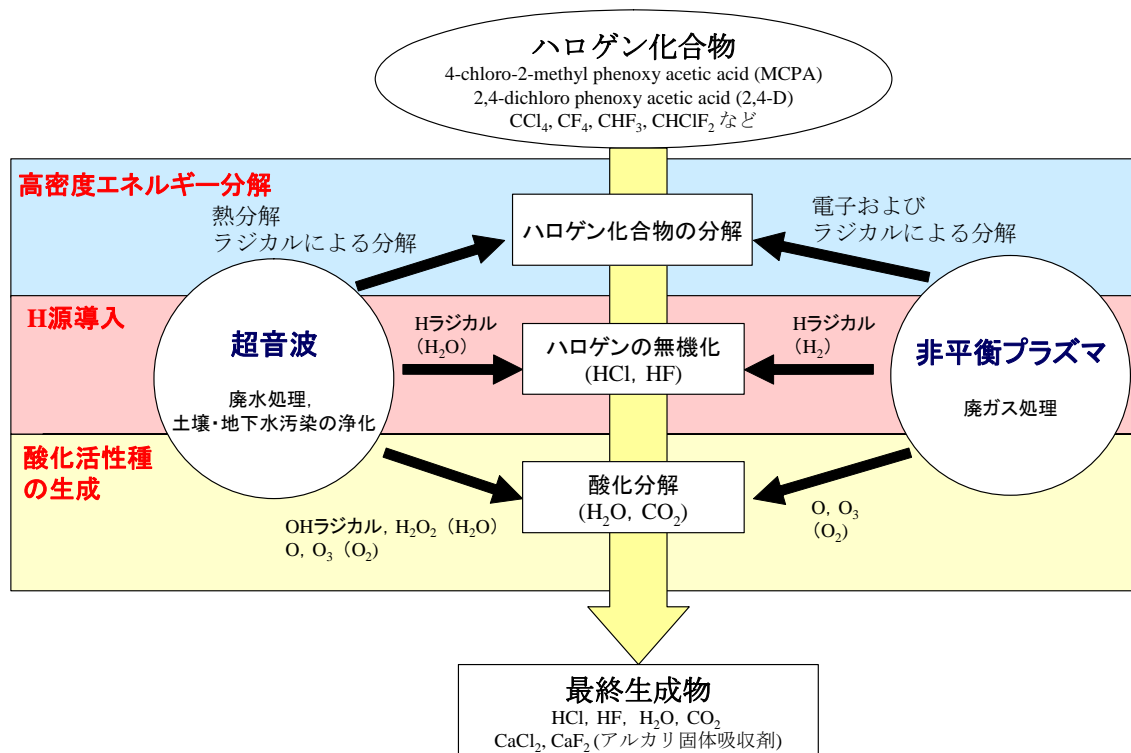 ハロゲン化合物
4-chloro-2-methyl phenoxy acetic acid (MCPA)
2,4-dichloro phenoxy acetic acid (2,4-D)
CCl4, CF4, CHF3, CHClF2 など
高密度エネルギー分解
熱分解
ラジカルによる分解
ハロゲン化合物の分解
電子および
ラジカルによる分解
H源導入
超音波
廃水処理,
土壌・地下水汚染の浄化
Hラジカル
(H2O)
ハロゲンの無機化
(HCl, HF)
Hラジカル
(H2)
非平衡プラズマ
廃ガス処理
酸化活性種
の生成
酸化分解
(H2O, CO2)
OHラジカル, H2O2 (H2O)
O, O3 (O2)
O, O3
(O2)
最終生成物
HCl, HF, H2O, CO2
CaCl2, CaF2 (アルカリ固体吸収剤)